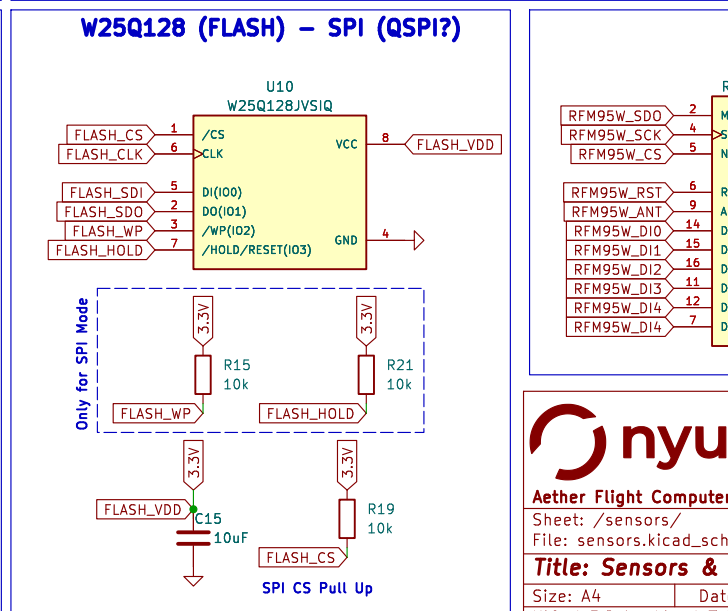 W25Q128 (FLASH) – SPI (QSPI?)
U10
W25Q128JVSIQ
FLASH_CS 1 /CS
FLASH_CLK 6 CLK
FLASH_SDI 5 DI(IO0)
FLASH_SDO 2 DO(IO1)
FLASH_WP 3 /WP(IO2)
FLASH_HOLD 7 /HOLD/RESET(IO3)
VCC 8 FLASH_VDD
GND 4
Only for SPI Mode
3.3V
R15
10k
FLASH_WP
3.3V
R21
10k
FLASH_HOLD
3.3V
FLASH_VDD
C15
10uF
3.3V
R19
10k
FLASH_CS
SPI CS Pull Up
RFM95W_SDO 2
RFM95W_SCK 4
RFM95W_CS 5
RFM95W_RST 6
RFM95W_ANT 9
RFM95W_DI0 14
RFM95W_DI1 15
RFM95W_DI2 16
RFM95W_DI3 11
RFM95W_DI4 12
RFM95W_DI4 7
nyu
Aether Flight Computer
Sheet: /sensors/
File: sensors.kicad_sch
Title: Sensors &
Size: A4
Dat